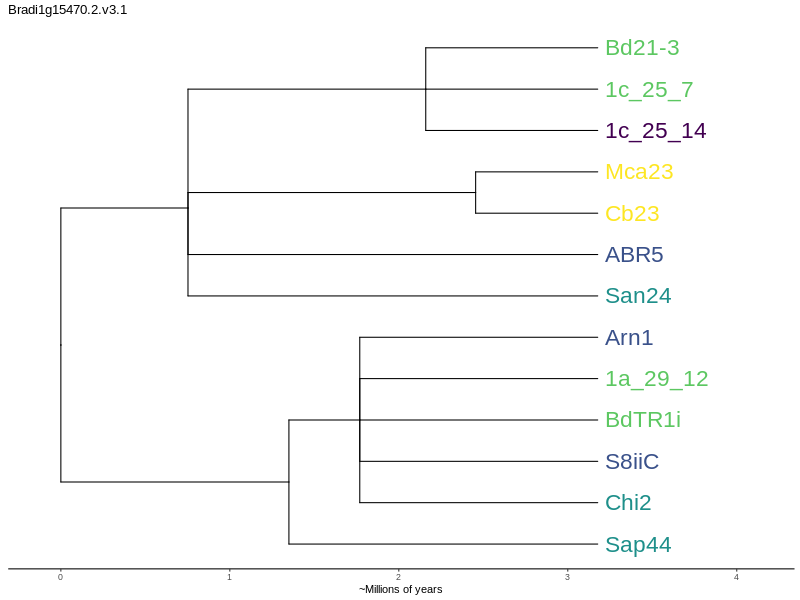 Bradi1g15470.2.v3.1
Bd21-3
1c_25_7
1c_25_14
Mca23
Cb23
ABR5
San24
Arn1
1a_29_12
BdTR1i
S8iiC
Chi2
Sap44
0 1 2 3 4
~Millions of years